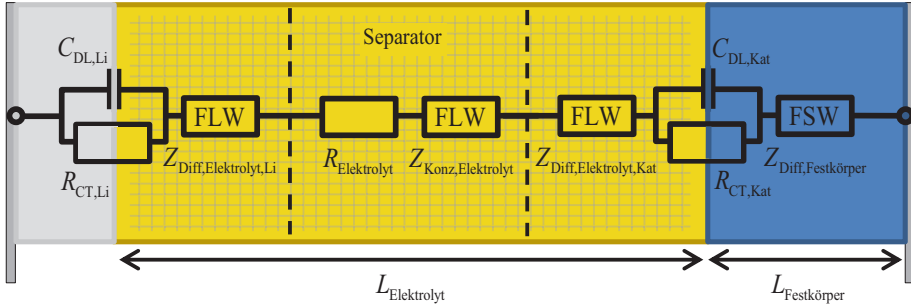 Separator
C_DL,Li
C_DL,Kat
FLW
FLW
FLW
FSW
Z_Diff,Elektrolyt,Li
R_Elektrolyt
Z_Konz,Elektrolyt
Z_Diff,Elektrolyt,Kat
Z_Diff,Festkörper
R_CT,Li
R_CT,Kat
L_Elektrolyt
L_Festkörper